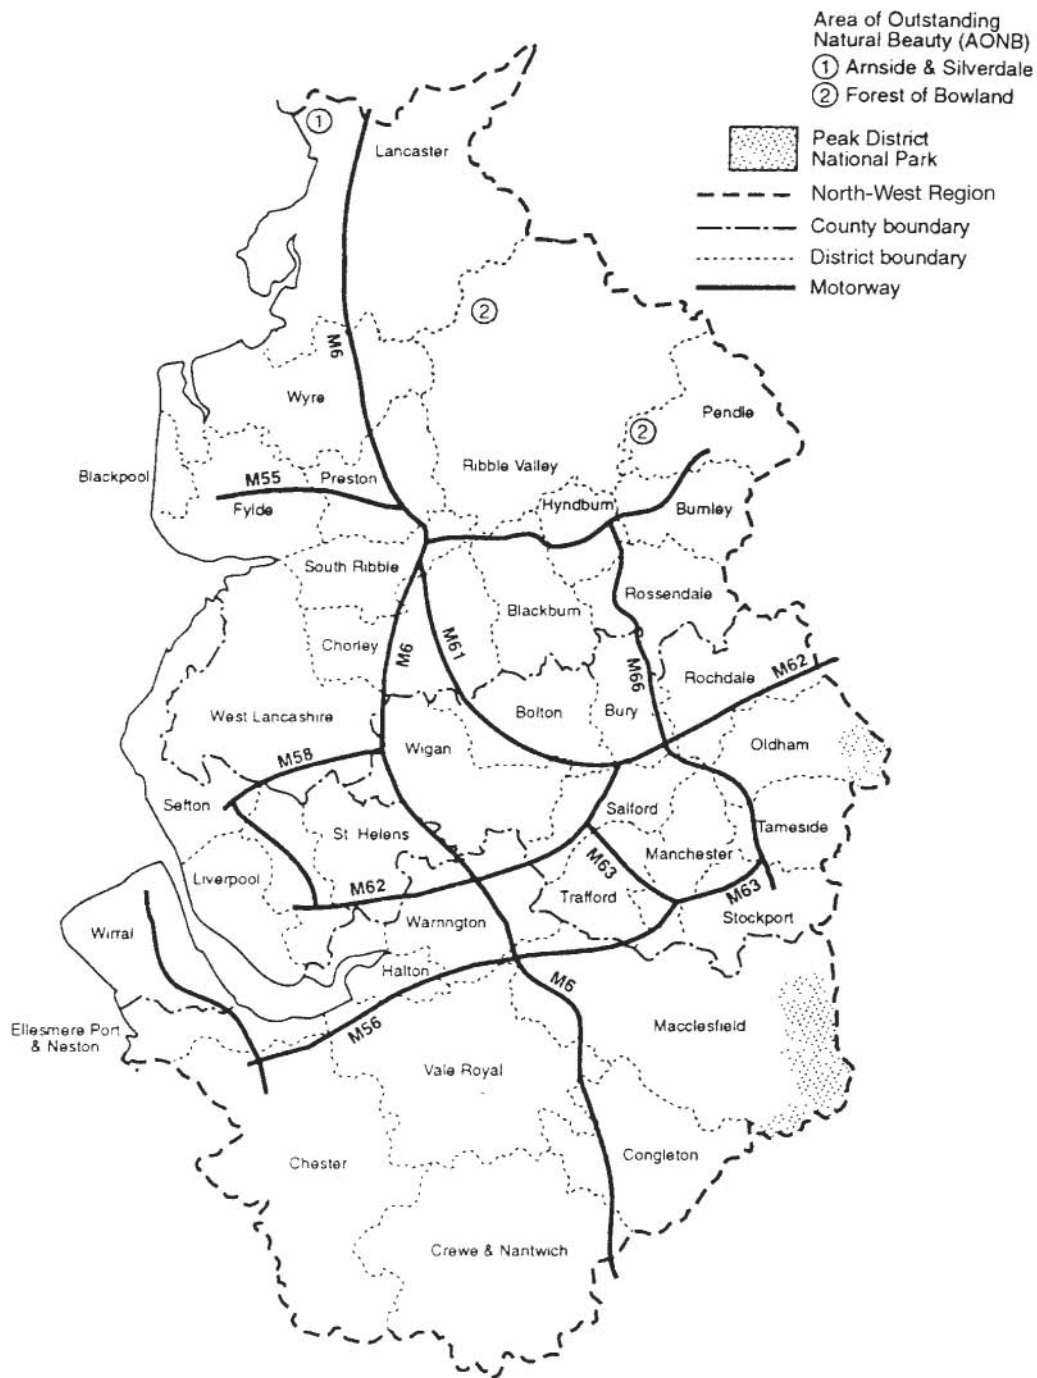 Area of Outstanding
Natural Beauty (AONB)
1 Arnside & Silverdale
2 Forest of Bowland
Peak District
National Park
North-West Region
County boundary
District boundary
Motorway
1
Lancaster
2
M6
Wyre
Pendle
2
Blackpool
M55
Preston
Ribble Valley
Fylde
Hyndburn
Burnley
South Ribble
Rossendale
Blackburn
Chorley
M6
M61
M66
Rochdale
M62
West Lancashire
Bolton
Bury
Wigan
Oldham
M58
Sefton
St Helens
Salford
Tameside
Manchester
Liverpool
M62
M63
Trafford
M63
Stockport
Wirral
Warrington
Halton
M6
Ellesmere Port
& Neston
M56
Macclesfield
Vale Royal
Chester
Congleton
Crewe & Nantwich